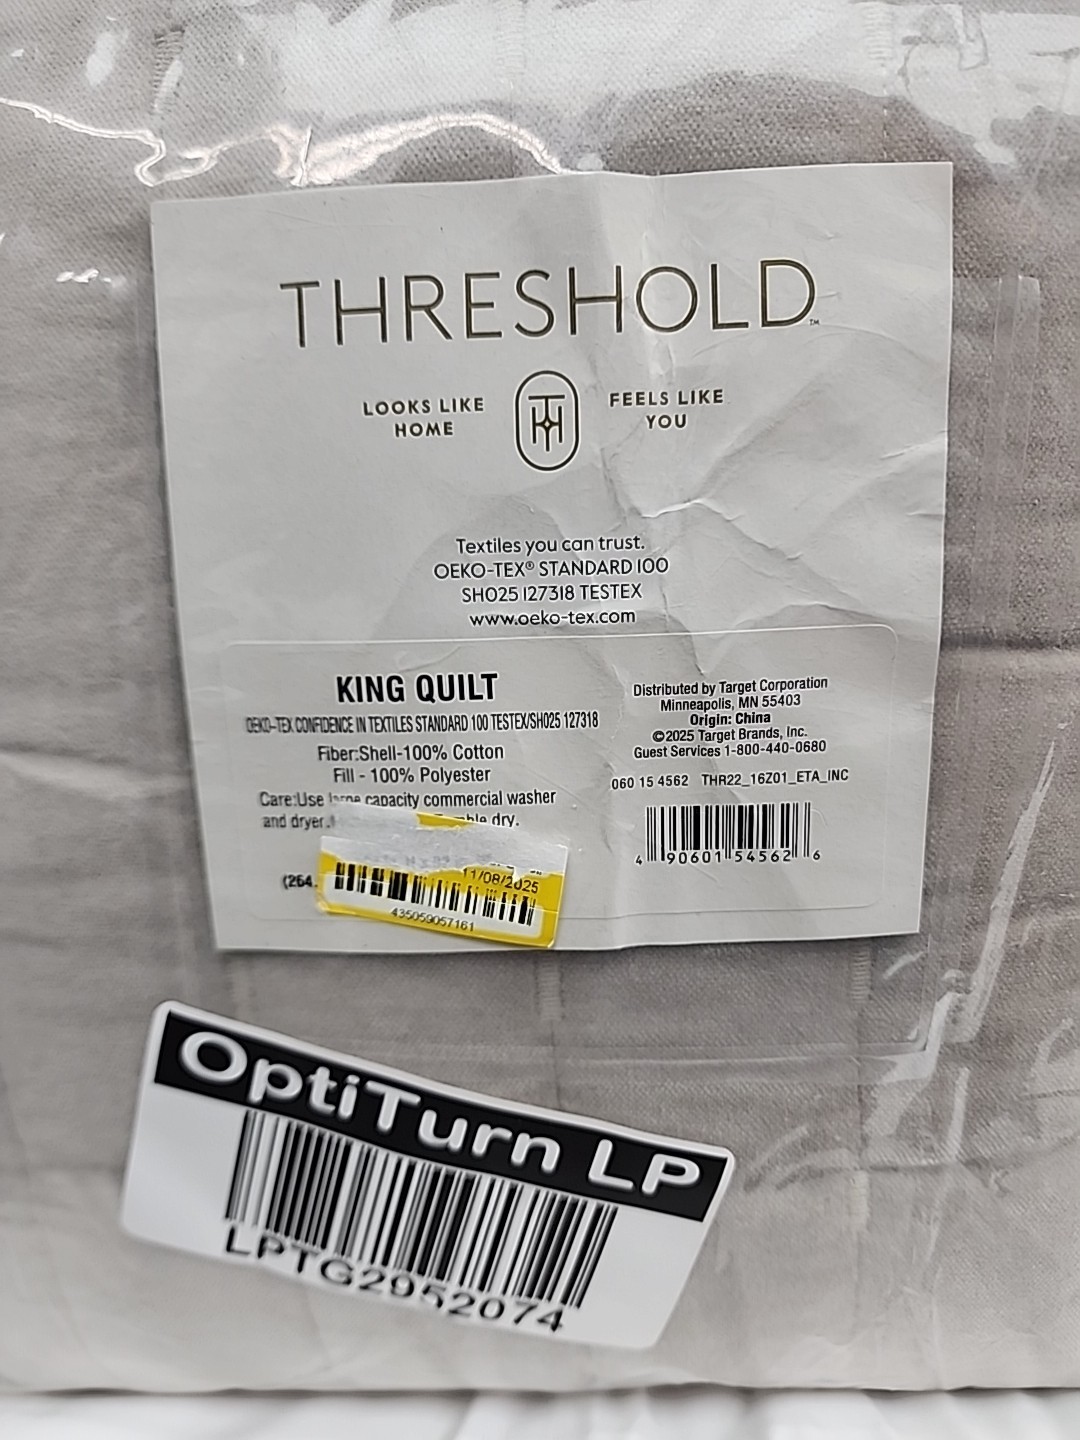 THRESHOLD™
LOOKS LIKE
HOME
FEELS LIKE
YOU
Textiles you can trust.
OEKO-TEX® STANDARD 100
SH025 127318 TESTEX
www.oeko-tex.com
KING QUILT
OEKO-TEX CONFIDENCE IN TEXTILES STANDARD 100 TESTEX/SH025 127318
Fiber:Shell-100% Cotton
Fill - 100% Polyester
Care:Use large capacity commercial washer
and dryer. dry.
(264.
11/08/2025
435059057161
Distributed by Target Corporation
Minneapolis, MN 55403
Origin: China
©2025 Target Brands, Inc.
Guest Services 1-800-440-0680
060 15 4562 THR22_16Z01_ETA_INC
4 90601 54562 6
OptiTurn LP
LPTG2952074